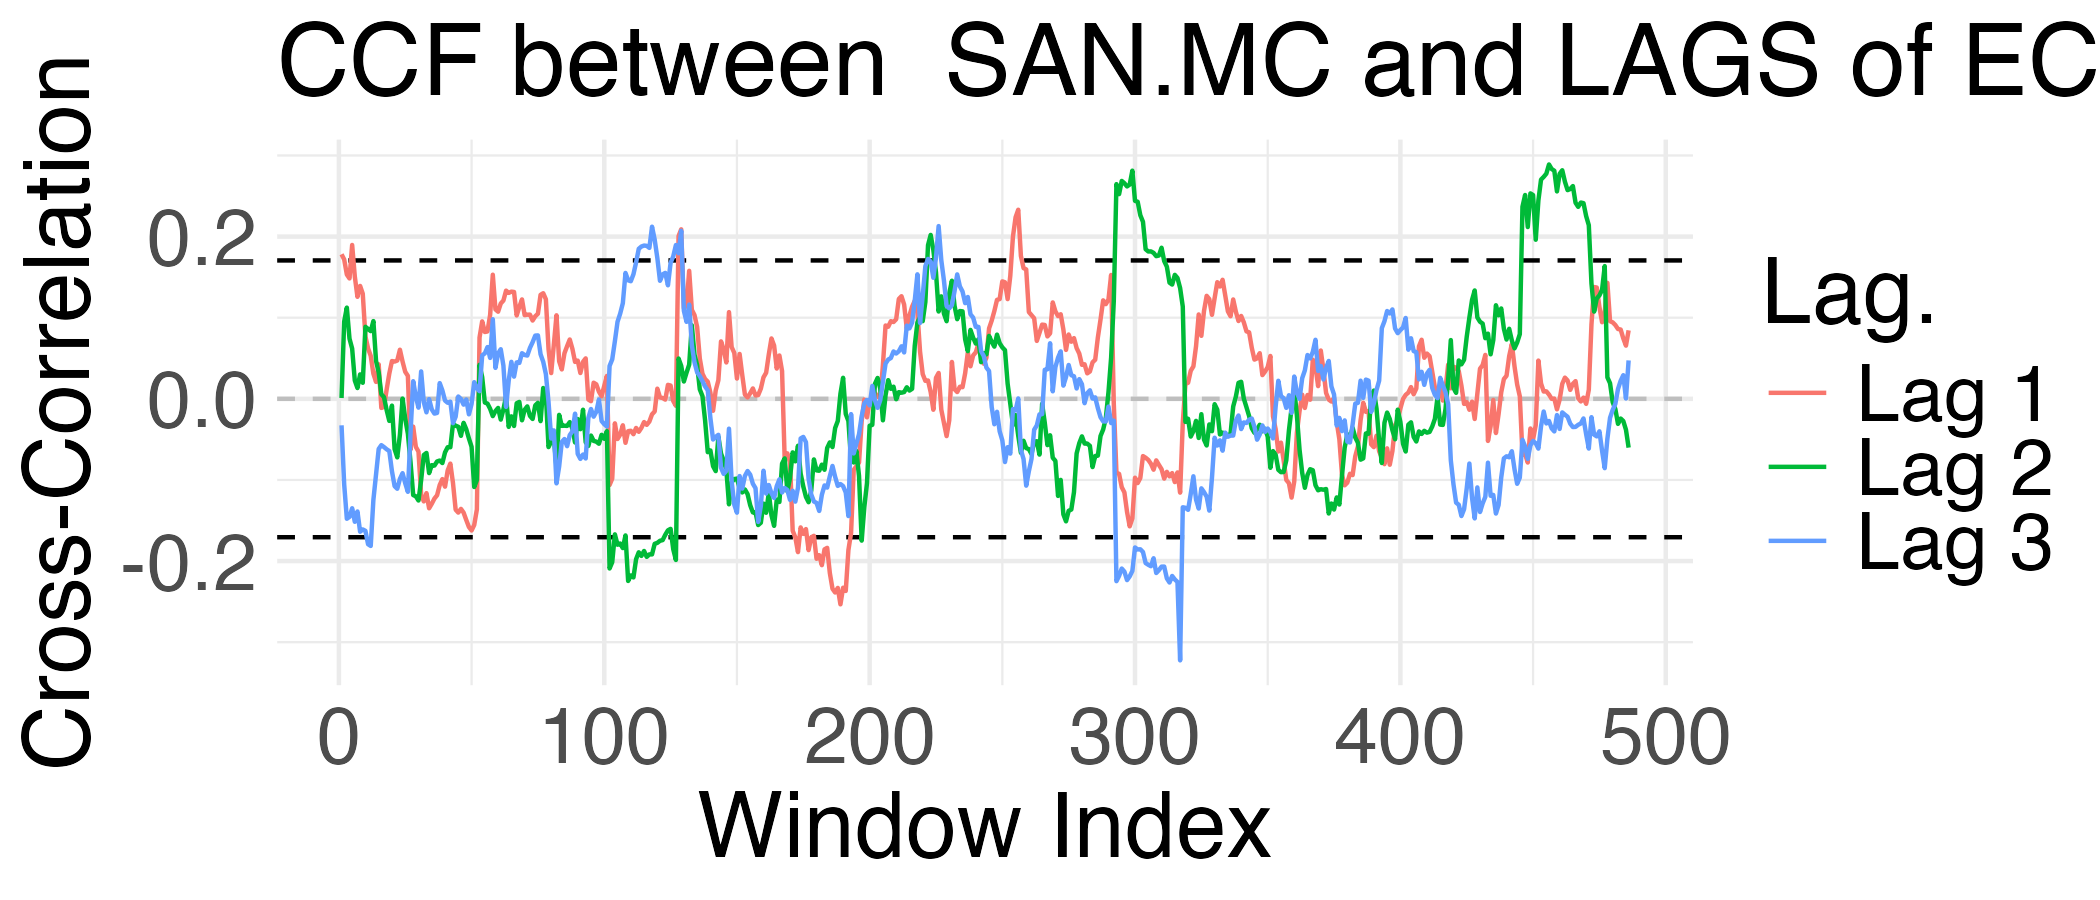 CCF between  SAN.MC and LAGS of EC
Cross-Correlation
0.2
0.0
-0.2
0 100 200 300 400 500
Window Index
Lag.
Lag 1
Lag 2
Lag 3